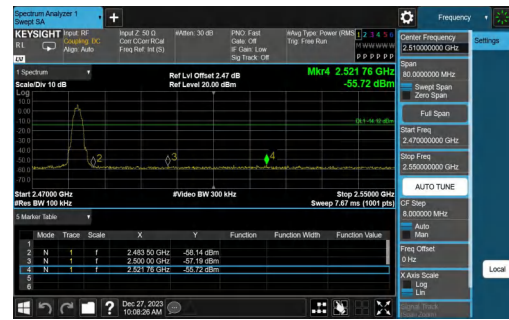 Spectrum Analyzer 1
Swept SA
+
Frequency
KEYSIGHT
RL
Input: RF
Coupling: DC
Align: Auto
Input Z: 50 Ω
Corr CCorr RCal
Freq Ref: Int (S)
#Atten: 30 dB
PNO: Fast
Gate: Off
IF Gain: Low
Sig Track: Off
#Avg Type: Power (RMS
Trig: Free Run
1 2 3 4 5 6
M W W W W W
P P P P P P
LXI
1 Spectrum
Scale/Div 10 dB
Ref Lvl Offset 2.47 dB
Ref Level 20.00 dBm
Mkr4 2.521 76 GHz
-55.72 dBm
Log
10.0
0.00
-10.0
-20.0
-30.0
-40.0
-50.0
-60.0
-70.0
2
3
4
Start 2.47000 GHz
#Res BW 100 kHz
#Video BW 300 kHz
Stop 2.55000 GHz
Sweep 7.67 ms (1001 pts)
5 Marker Table
Mode Trace Scale X Y Function Function Width Function Value
1
2 N 1 f 2.483 50 GHz -58.14 dBm
3 N 1 f 2.500 00 GHz -57.19 dBm
4 N 1 f 2.521 76 GHz -55.72 dBm
5
6
?
Dec 27, 2023
10:08:26 AM
Center Frequency
2.510000000 GHz
Settings
Span
80.0000000 MHz
Swept Span
Zero Span
Full Span
Start Freq
2.470000000 GHz
Stop Freq
2.550000000 GHz
AUTO TUNE
CF Step
8.000000 MHz
Auto
Man
Freq Offset
0 Hz
X Axis Scale
Log
Lin
Local
Signal Track